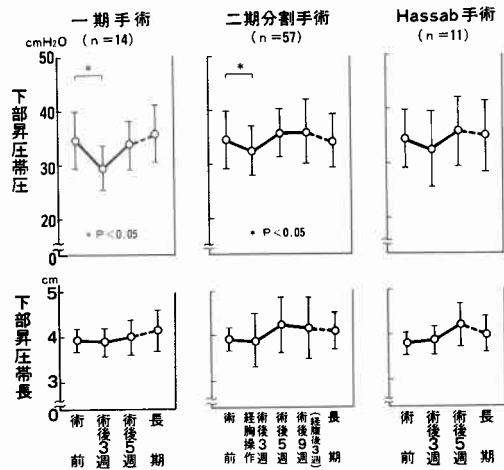 一期手術
(n=14)
二期分割手術
(n=57)
Hassab手術
(n=11)
cmH₂O
下部昇圧帯圧
50
40
30
20
0
*
* P<0.05
*
* P<0.05
cm
下部昇圧帯長
5
4
3
0
術前
術後3週
術後5週
長期
術前
経胸操作術後3週
術後5週
術後9週
(経腹後3週)
長期
術前
術後3週
術後5週
長期